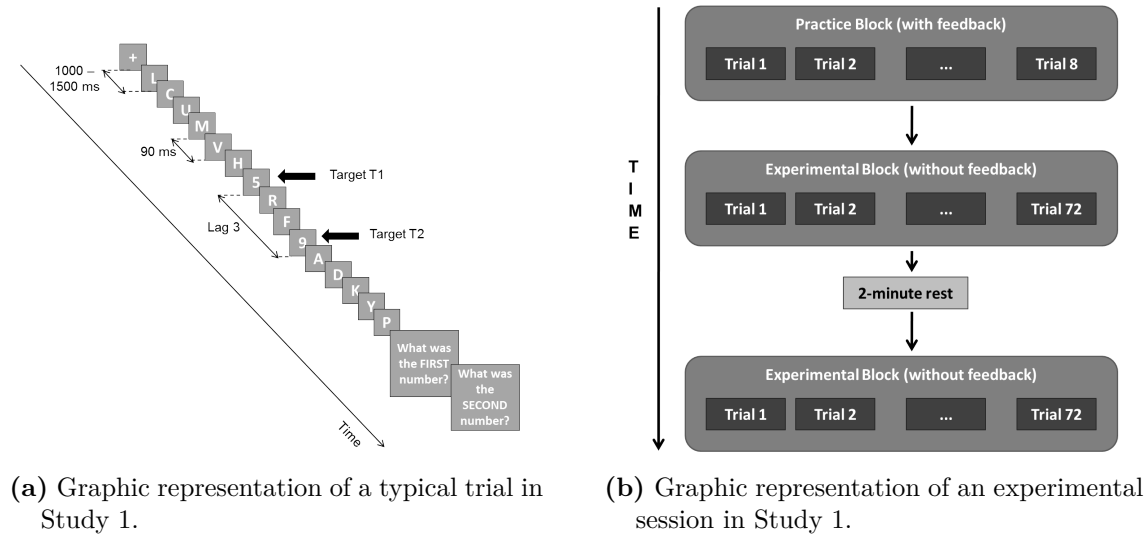 +
L
C
U
M
V
H
5
R
F
9
A
D
K
Y
P
1000 –
1500 ms
90 ms
Lag 3
Target T1
Target T2
What was
the FIRST
number?
What was
the
SECOND
number?
Time
(a) Graphic representation of a typical trial in
Study 1.
TIME
Practice Block (with feedback)
Trial 1 Trial 2 ... Trial 8
Experimental Block (without feedback)
Trial 1 Trial 2 ... Trial 72
2-minute rest
Experimental Block (without feedback)
Trial 1 Trial 2 ... Trial 72
(b) Graphic representation of an experimental
session in Study 1.